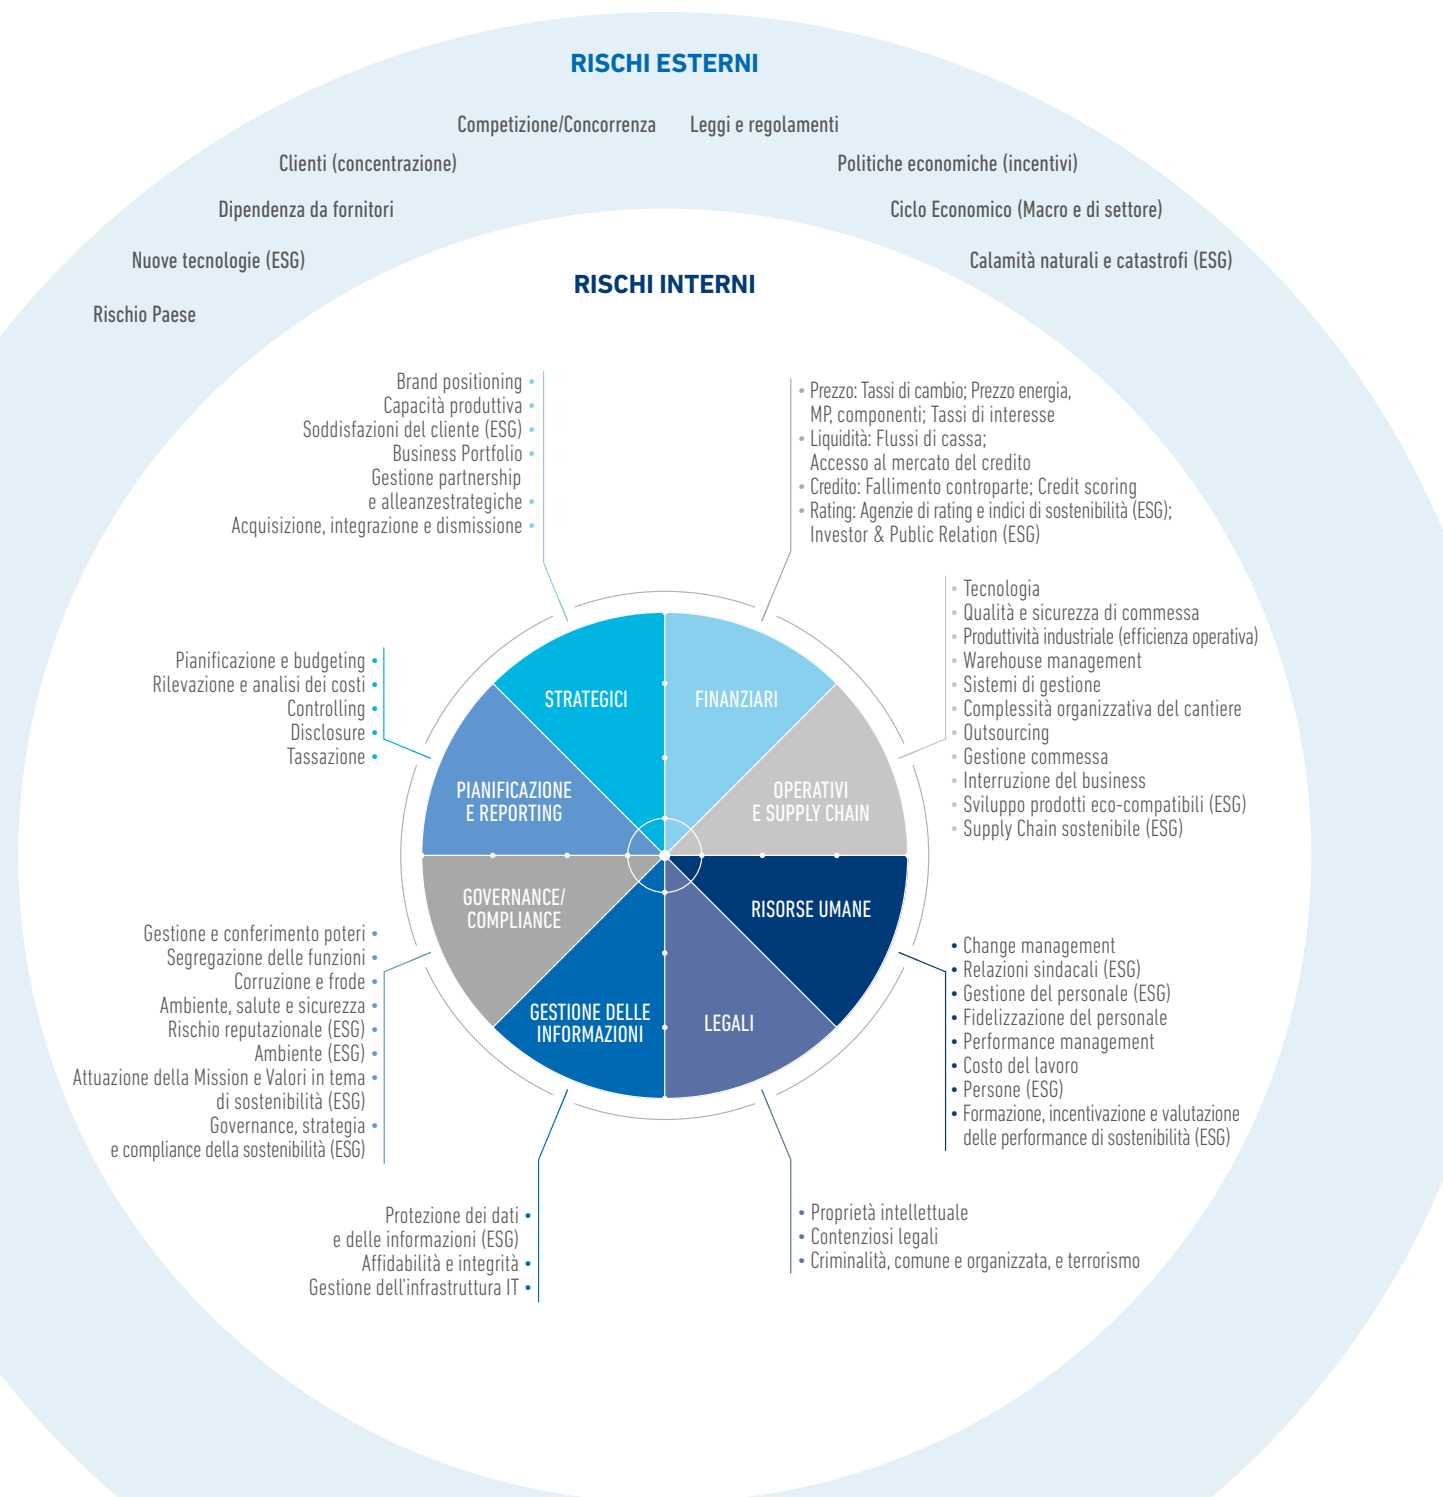 RISCHI ESTERNI
Competizione/Concorrenza
Leggi e regolamenti
Clienti (concentrazione)
Politiche economiche (incentivi)
Dipendenza da fornitori
Ciclo Economico (Macro e di settore)
Nuove tecnologie (ESG)
Calamità naturali e catastrofi (ESG)
Rischio Paese
RISCHI INTERNI
Brand positioning •
Capacità produttiva •
Soddisfazioni del cliente (ESG) •
Business Portfolio •
Gestione partnership
e alleanzestrategiche •
Acquisizione, integrazione e dismissione •
• Prezzo: Tassi di cambio; Prezzo energia,
MP, componenti; Tassi di interesse
• Liquidità: Flussi di cassa;
Accesso al mercato del credito
• Credito: Fallimento controparte; Credit scoring
• Rating: Agenzie di rating e indici di sostenibilità (ESG);
Investor & Public Relation (ESG)
• Tecnologia
• Qualità e sicurezza di commessa
• Produttività industriale (efficienza operativa)
• Warehouse management
• Sistemi di gestione
• Complessità organizzativa del cantiere
• Outsourcing
• Gestione commessa
• Interruzione del business
• Sviluppo prodotti eco-compatibili (ESG)
• Supply Chain sostenibile (ESG)
Pianificazione e budgeting •
Rilevazione e analisi dei costi •
Controlling •
Disclosure •
Tassazione •
STRATEGICI
FINANZIARI
PIANIFICAZIONE
E REPORTING
OPERATIVI
E SUPPLY CHAIN
GOVERNANCE/
COMPLIANCE
RISORSE UMANE
GESTIONE DELLE
INFORMAZIONI
LEGALI
Gestione e conferimento poteri •
Segregazione delle funzioni •
Corruzione e frode •
Ambiente, salute e sicurezza •
Rischio reputazionale (ESG) •
Ambiente (ESG) •
Attuazione della Mission e Valori in tema •
di sostenibilità (ESG)
Governance, strategia •
e compliance della sostenibilità (ESG)
• Change management
• Relazioni sindacali (ESG)
• Gestione del personale (ESG)
• Fidelizzazione del personale
• Performance management
• Costo del lavoro
• Persone (ESG)
• Formazione, incentivazione e valutazione
delle performance di sostenibilità (ESG)
Protezione dei dati •
e delle informazioni (ESG)
Affidabilità e integrità •
Gestione dell'infrastruttura IT •
• Proprietà intellettuale
• Contenziosi legali
• Criminalità, comune e organizzata, e terrorismo